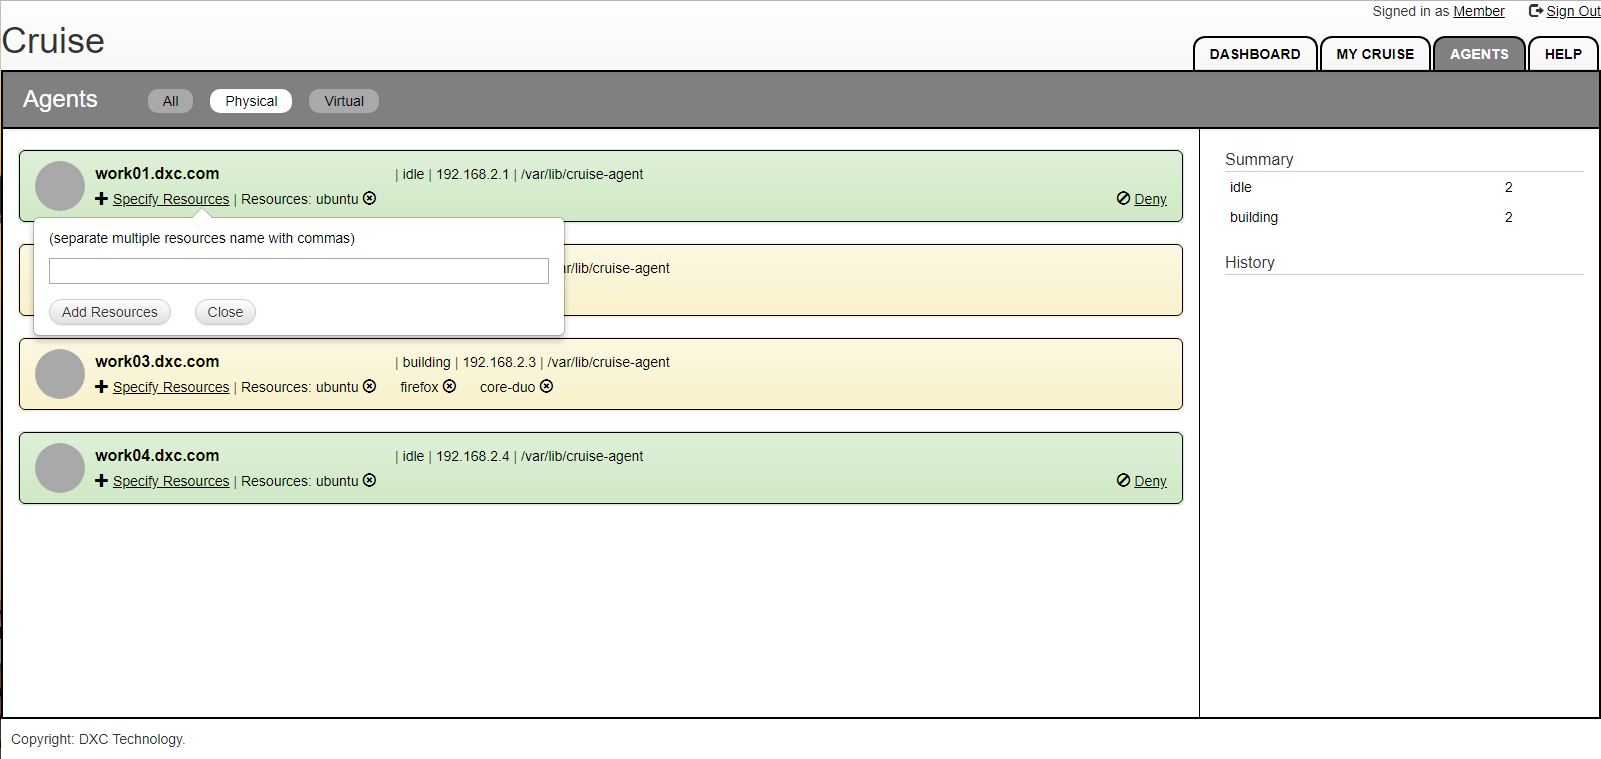 Signed in as Member Sign Out
Cruise
DASHBOARD MY CRUISE AGENTS HELP
Agents All Physical Virtual
work01.dxc.com | idle | 192.168.2.1 | /var/lib/cruise-agent
Specify Resources | Resources: ubuntu Deny
(separate multiple resources name with commas)
Add Resources Close
/lib/cruise-agent
work03.dxc.com | building | 192.168.2.3 | /var/lib/cruise-agent
Specify Resources | Resources: ubuntu firefox core-duo
work04.dxc.com | idle | 192.168.2.4 | /var/lib/cruise-agent
Specify Resources | Resources: ubuntu Deny
Summary
idle 2
building 2
History
Copyright: DXC Technology.